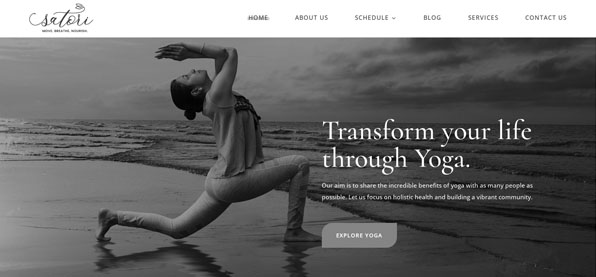 satori
MOVE. BREATHE. NOURISH.
HOME ABOUT US SCHEDULE BLOG SERVICES CONTACT US
Transform your life
through Yoga.
Our aim is to share the incredible benefits of yoga with as many people as
possible. Let us focus on holistic health and building a vibrant community.
EXPLORE YOGA